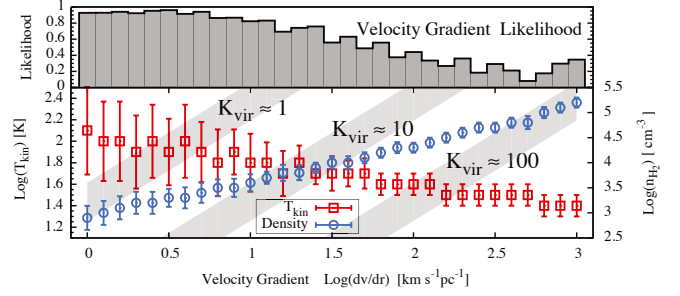 Velocity Gradient Likelihood
Likelihood
1
0.8
0.6
0.4
0.2
0
K_vir ≈ 1
K_vir ≈ 10
K_vir ≈ 100
Log(T_kin) [K]
2.4
2.2
2
1.8
1.6
1.4
1.2
5.5
5
4.5
4
3.5
3
2.5
Log(n_H₂) [cm⁻³]
T_kin
Density
0 0.5 1 1.5 2 2.5 3
Velocity Gradient Log(dv/dr) [km s⁻¹pc⁻¹]